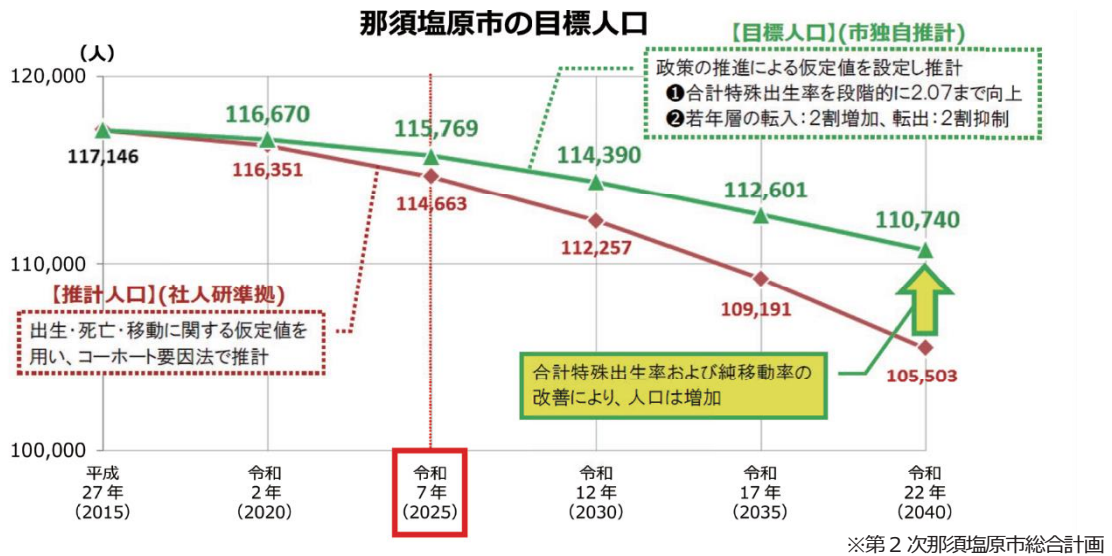 那須塩原市の目標人口
【目標人口】(市独自推計)
政策の推進による仮定値を設定し推計
❶合計特殊出生率を段階的に2.07まで向上
❷若年層の転入：2割増加、転出：2割抑制
(人)
120,000
110,000
100,000
117,146
116,670
115,769
114,390
112,601
110,740
116,351
114,663
112,257
109,191
105,503
【推計人口】(社人研準拠)
出生・死亡・移動に関する仮定値を
用い、コーホート要因法で推計
合計特殊出生率および純移動率の
改善により、人口は増加
平成
27年
(2015)
令和
2年
(2020)
令和
7年
(2025)
令和
12年
(2030)
令和
17年
(2035)
令和
22年
(2040)
※第2次那須塩原市総合計画